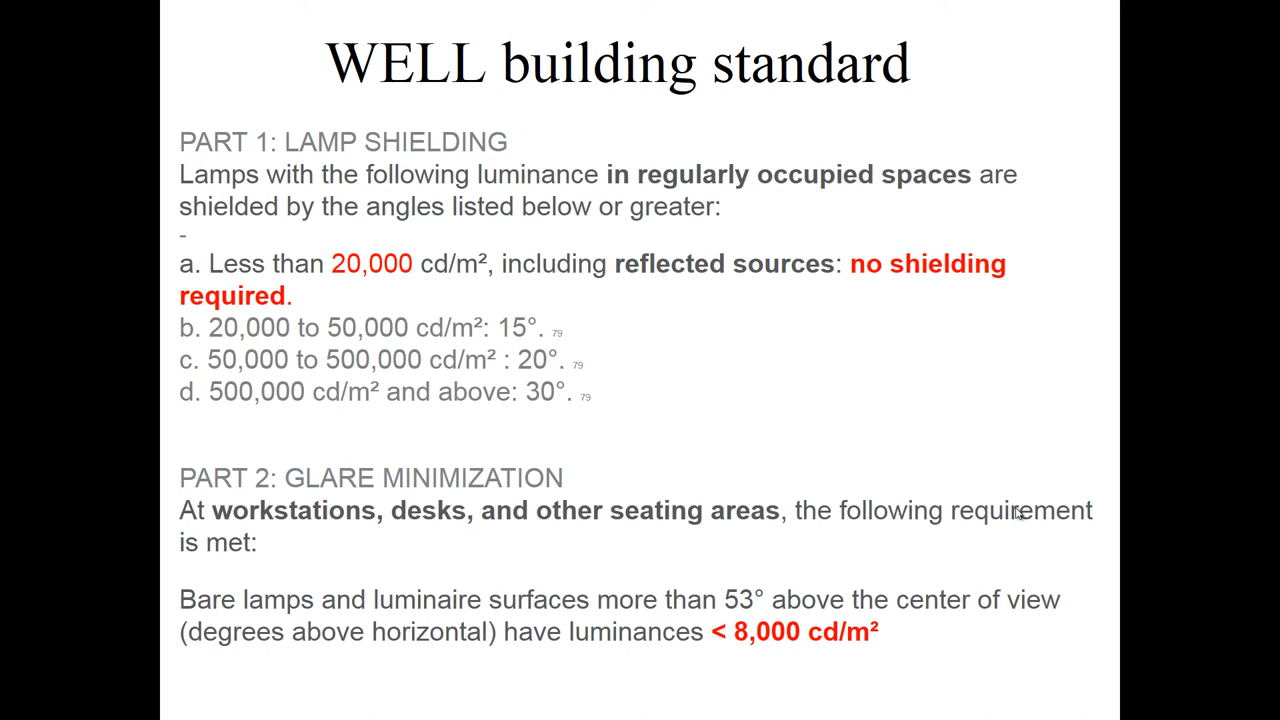 WELL building standard
PART 1: LAMP SHIELDING
Lamps with the following luminance in regularly occupied spaces are
shielded by the angles listed below or greater:
-
a. Less than 20,000 cd/m², including reflected sources: no shielding
required.
b. 20,000 to 50,000 cd/m²: 15°. 79
c. 50,000 to 500,000 cd/m² : 20°. 79
d. 500,000 cd/m² and above: 30°. 79
PART 2: GLARE MINIMIZATION
At workstations, desks, and other seating areas, the following requirement
is met:
Bare lamps and luminaire surfaces more than 53° above the center of view
(degrees above horizontal) have luminances < 8,000 cd/m²